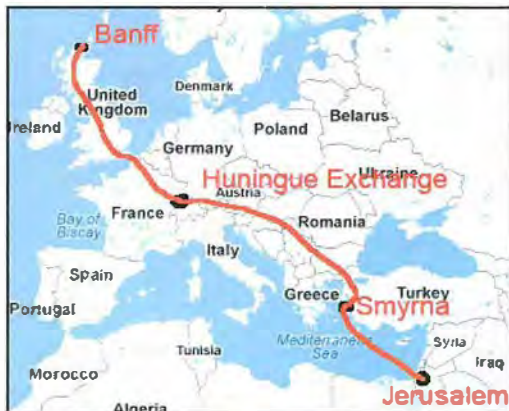 Banff
United
Kingdom
Denmark
Ireland
Belarus
Poland
Germany
Ukraine
Huningue Exchange
Austria
France
Bay of
Biscay
Romania
Italy
Spain
Portugal
Greece
Smyrna
Turkey
Mediterranean
Sea
Tunisia
Syria
Iraq
Morocco
Jerusalem
Algeria